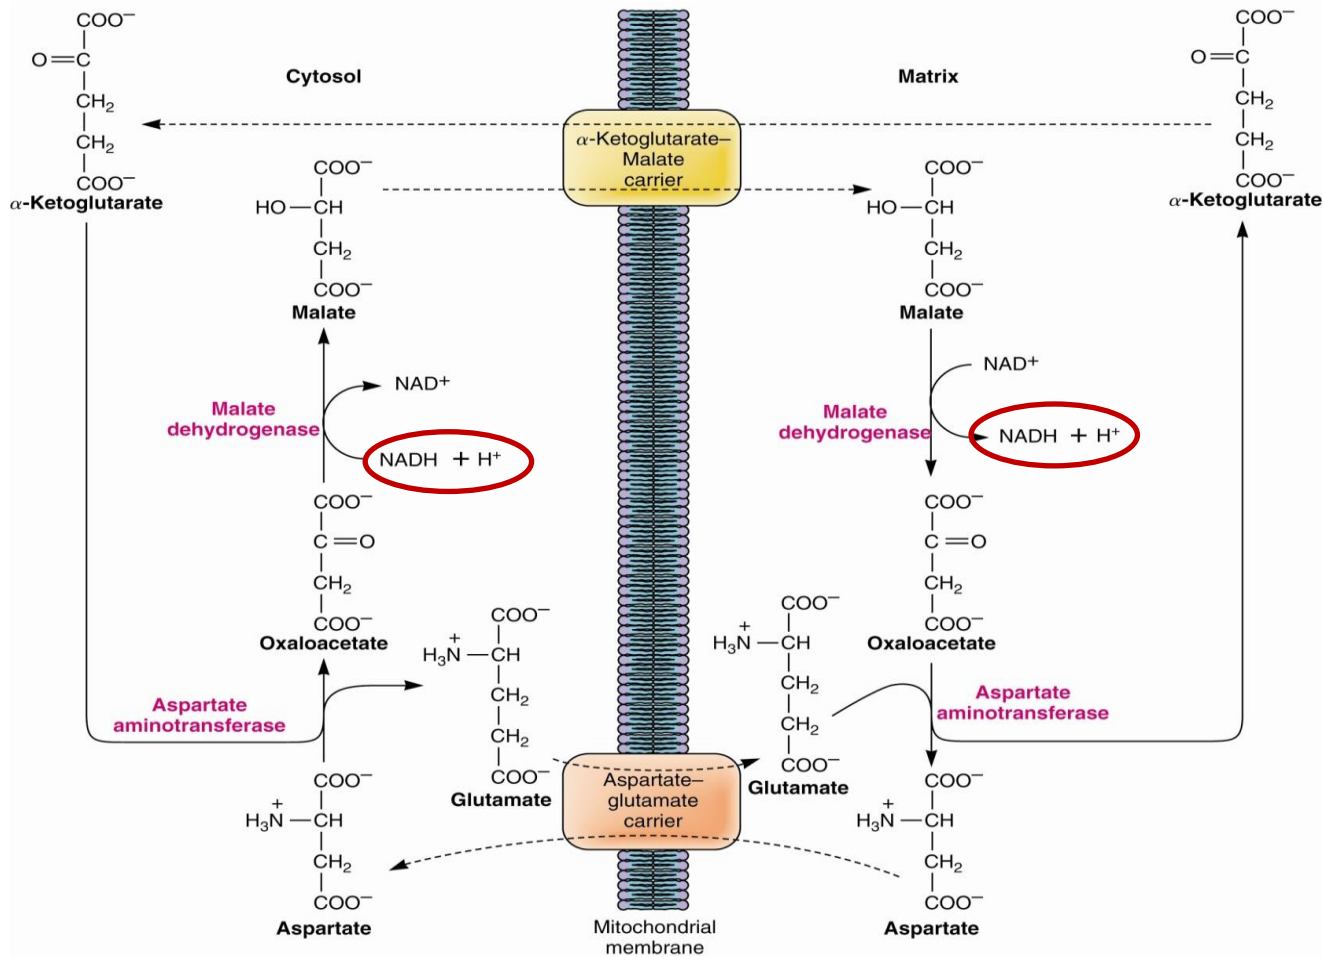 Cytosol
Matrix
COO⁻
O=C
CH₂
CH₂
COO⁻
α-Ketoglutarate
COO⁻
HO—CH
CH₂
COO⁻
Malate
NAD⁺
Malate
dehydrogenase
NADH + H⁺
COO⁻
C=O
CH₂
COO⁻
Oxaloacetate
Aspartate
aminotransferase
COO⁻
H₃N⁺—CH
CH₂
CH₂
COO⁻
Glutamate
COO⁻
H₃N⁺—CH
CH₂
COO⁻
Aspartate
α-Ketoglutarate–
Malate
carrier
Aspartate–
glutamate
carrier
Mitochondrial
membrane
COO⁻
HO—CH
CH₂
COO⁻
Malate
NAD⁺
Malate
dehydrogenase
NADH + H⁺
COO⁻
C=O
CH₂
COO⁻
Oxaloacetate
COO⁻
H₃N⁺—CH
CH₂
CH₂
COO⁻
Glutamate
Aspartate
aminotransferase
COO⁻
H₃N⁺—CH
CH₂
COO⁻
Aspartate
COO⁻
O=C
CH₂
CH₂
COO⁻
α-Ketoglutarate